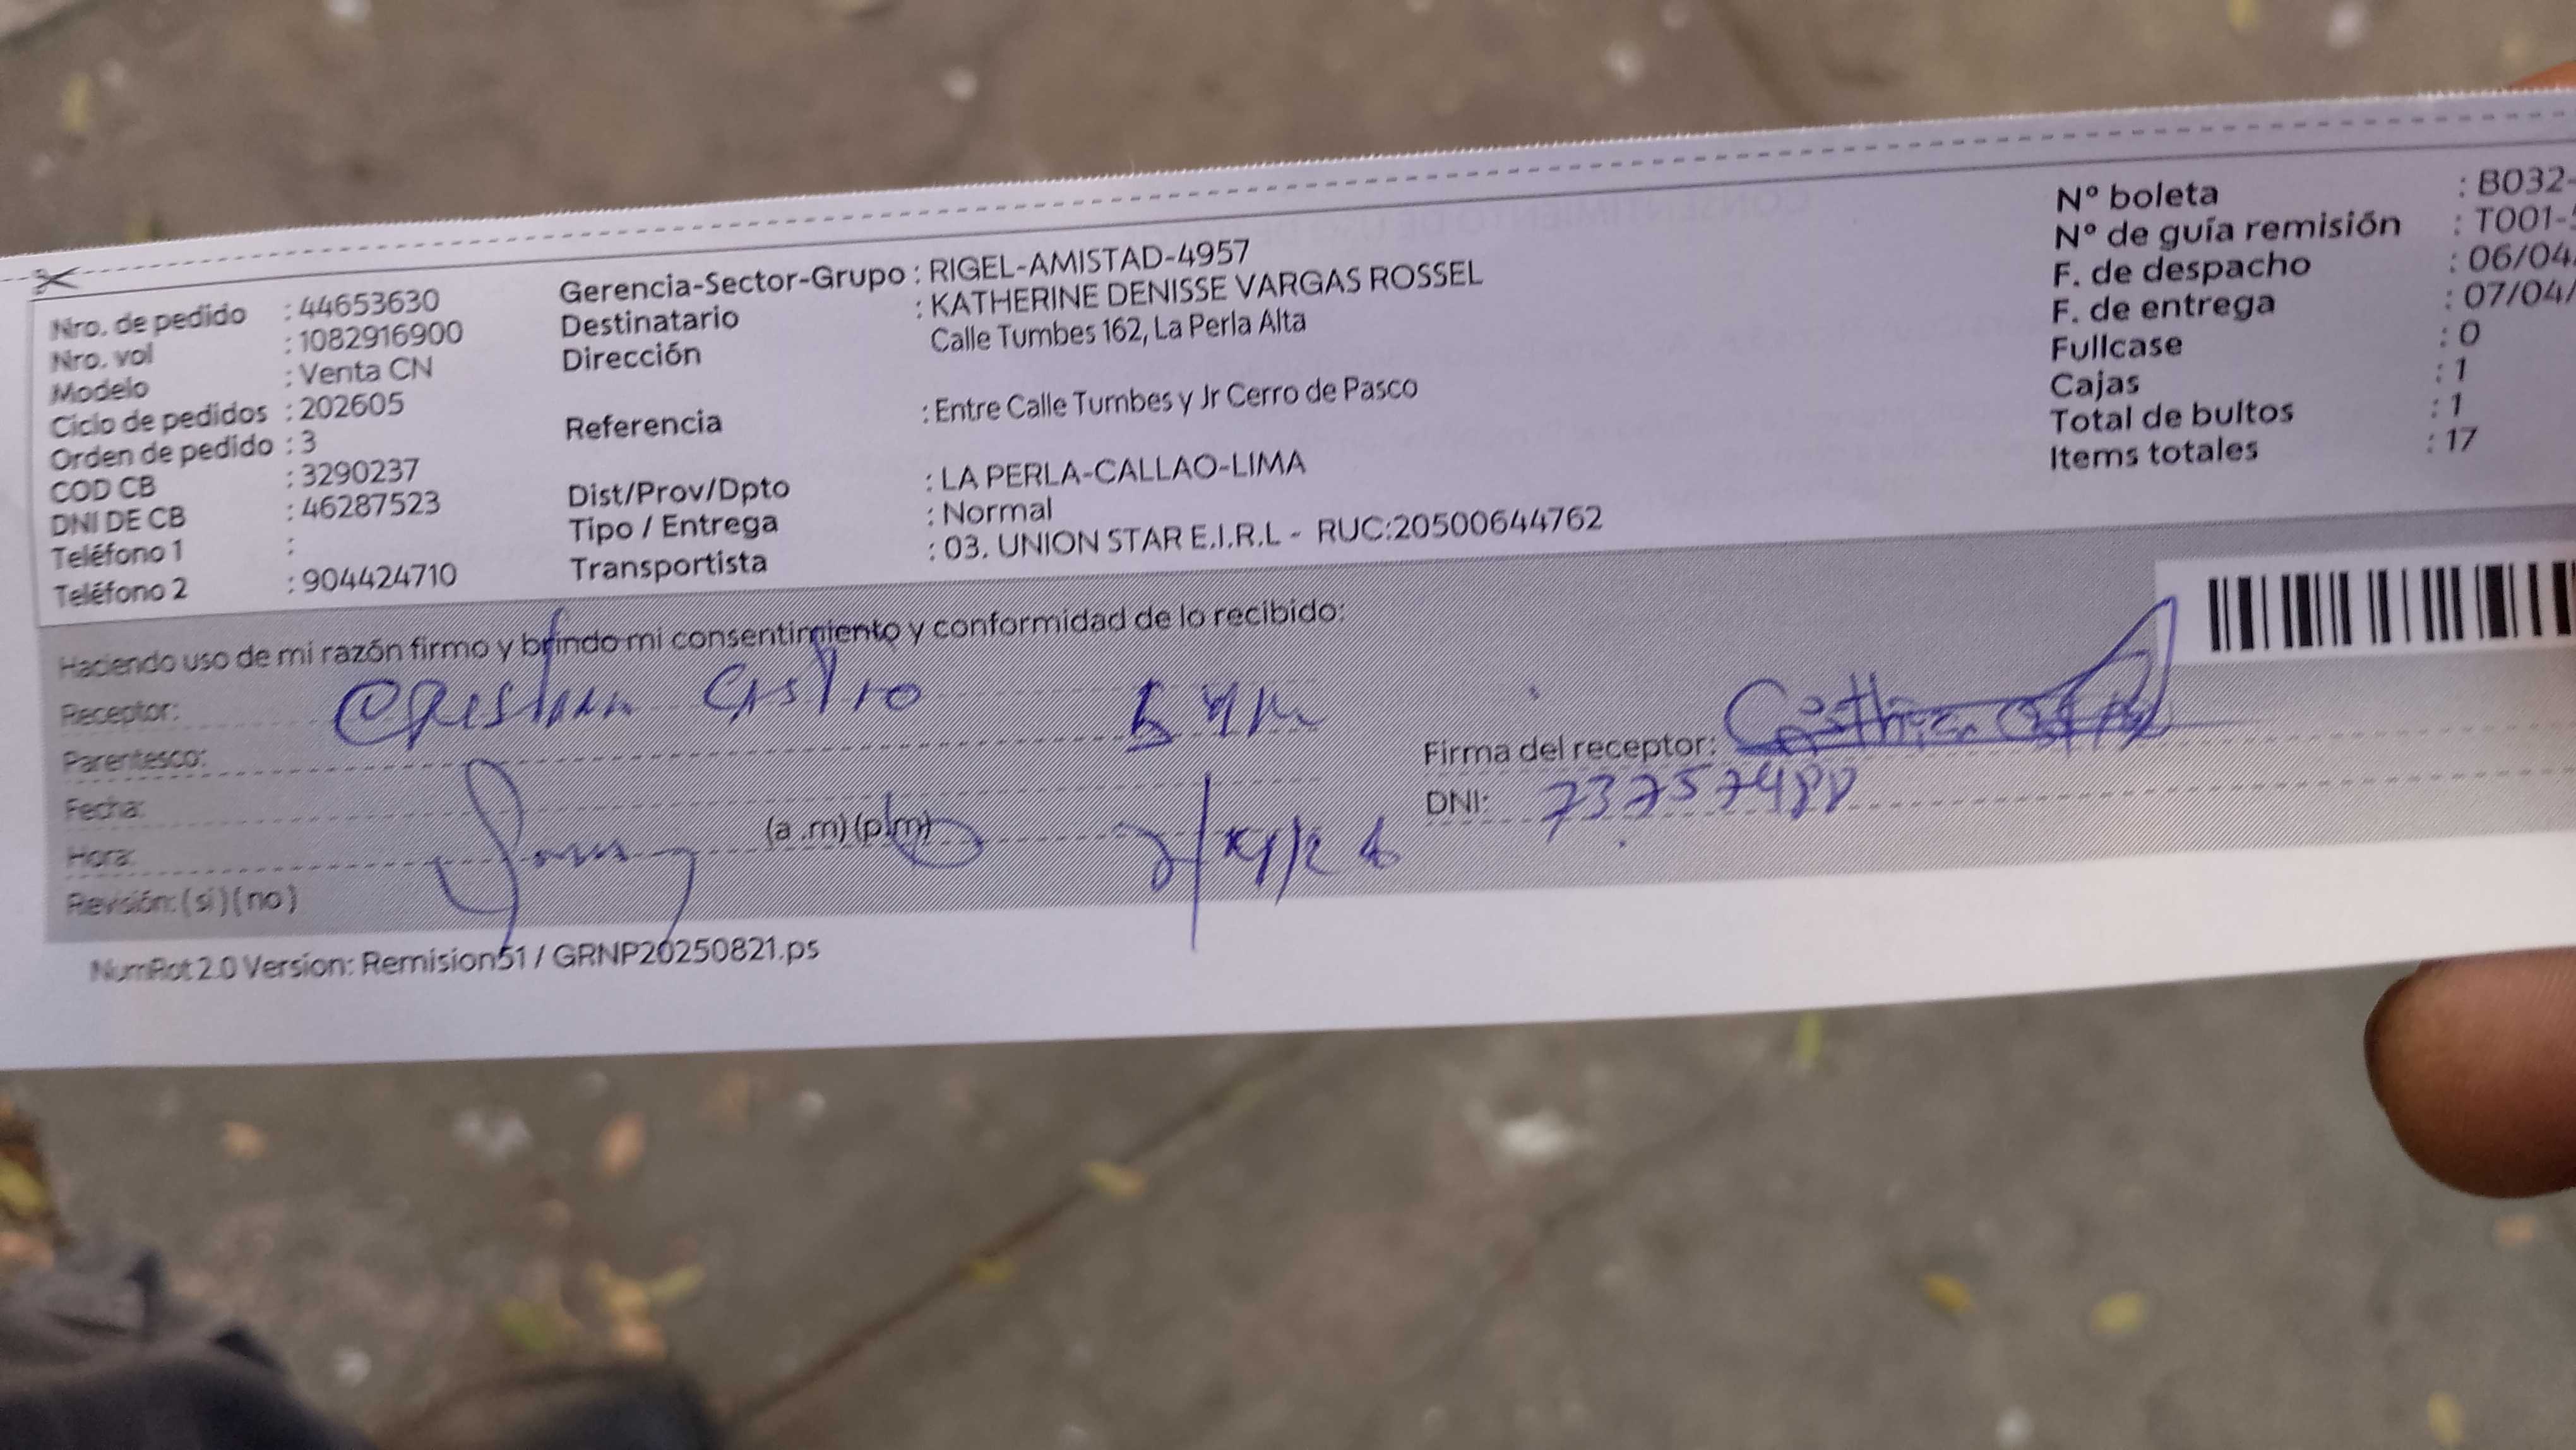 Nro. de pedido : 44653630
Nro. vol : 1082916900
Modelo : Venta CN
Ciclo de pedidos : 202605
Orden de pedido : 3
COD CB : 3290237
DNI DE CB : 46287523
Teléfono 1 :
Teléfono 2 : 904424710
Gerencia-Sector-Grupo : RIGEL-AMISTAD-4957
Destinatario : KATHERINE DENISSE VARGAS ROSSEL
Dirección Calle Tumbes 162, La Perla Alta
Referencia : Entre Calle Tumbes y Jr Cerro de Pasco
Dist/Prov/Dpto : LA PERLA-CALLAO-LIMA
Tipo / Entrega : Normal
Transportista : 03. UNION STAR E.I.R.L - RUC:20500644762
Nº boleta : B032-
Nº de guía remisión : T001-
F. de despacho : 06/04
F. de entrega : 07/04/
Fullcase : 0
Cajas : 1
Total de bultos : 1
Items totales : 17
Haciendo uso de mi razón firmo y brindo mi consentimiento y conformidad de lo recibido:
Receptor: Castro
Parentesco:
Fecha:
Hora: (a .m) (p.m)
Revisión: ( si ) ( no )
Firma del receptor:
DNI:
NumRot 2.0 Version: Remision51 / GRNP20250821.ps